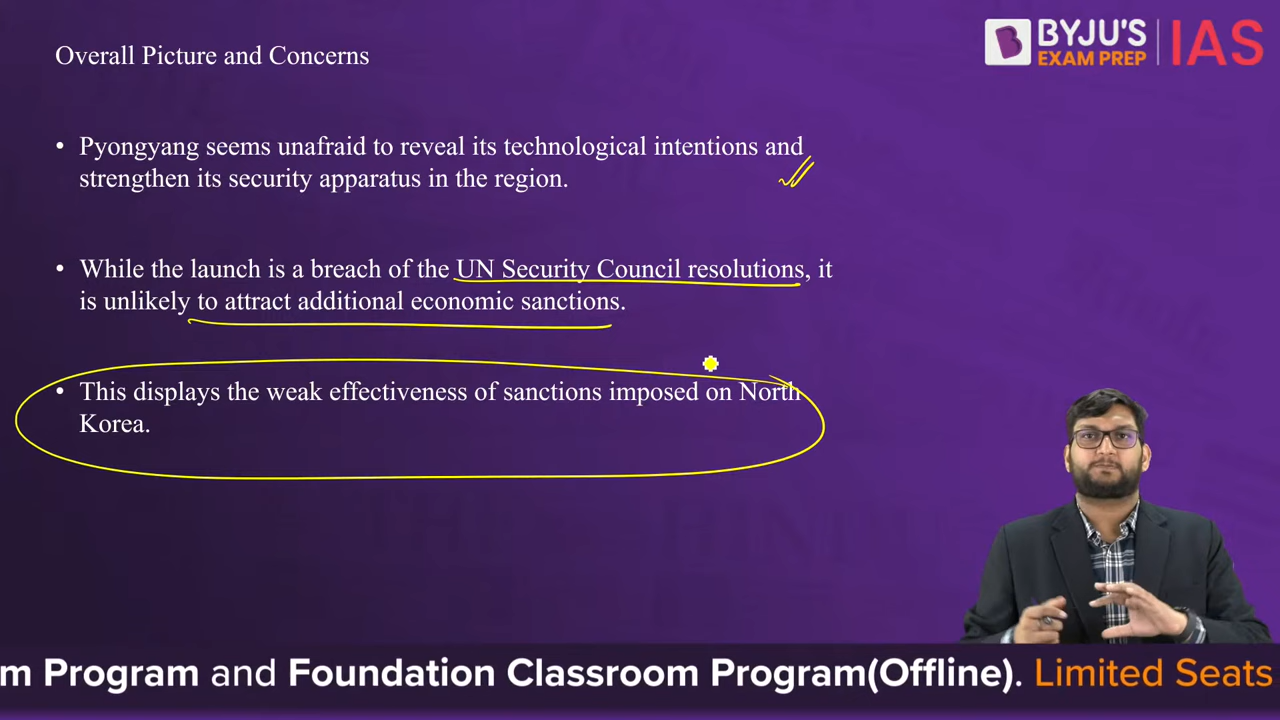 Overall Picture and Concerns
BYJU'S
EXAM PREP
IAS
• Pyongyang seems unafraid to reveal its technological intentions and
strengthen its security apparatus in the region.
• While the launch is a breach of the UN Security Council resolutions, it
is unlikely to attract additional economic sanctions.
• This displays the weak effectiveness of sanctions imposed on North
Korea.
m Program and Foundation Classroom Program(Offline). Limited Seats